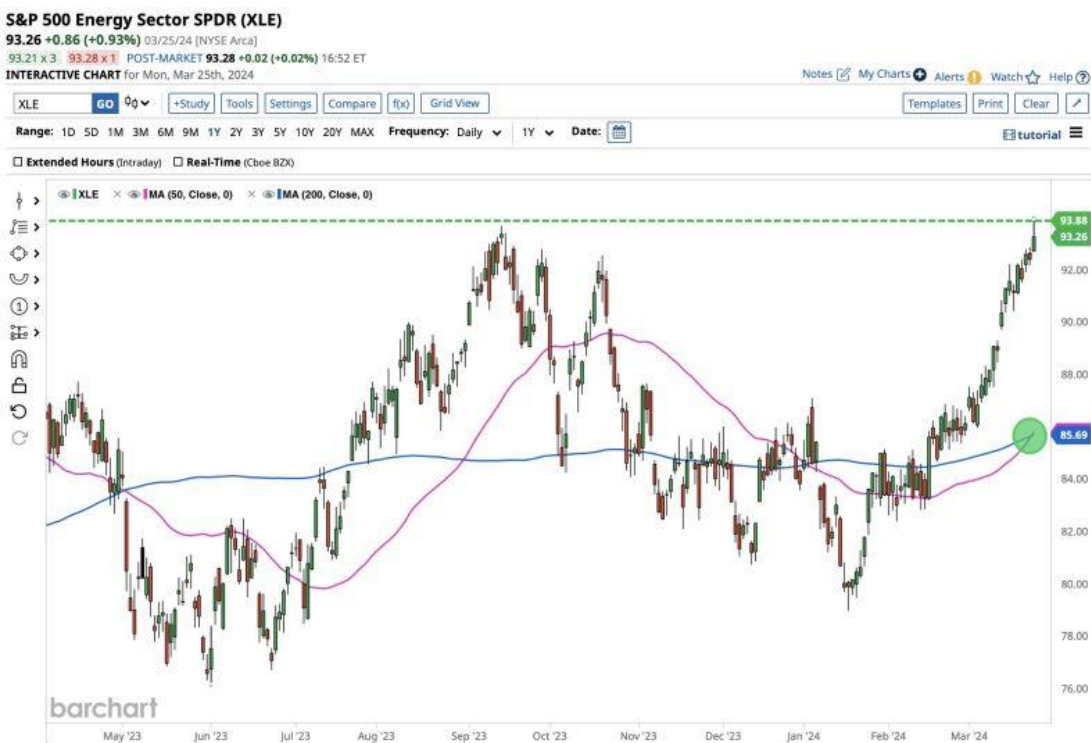 S&P 500 Energy Sector SPDR (XLE)
93.26 +0.86 (+0.93%) 03/25/24 [NYSE Arca]
93.21 x 3 93.28 x 1 POST-MARKET 93.28 +0.02 (+0.02%) 16:52 ET
INTERACTIVE CHART for Mon, Mar 25th, 2024
Notes My Charts Alerts Watch Help
XLE GO +Study Tools Settings Compare f(x) Grid View Templates Print Clear
Range: 1D 5D 1M 3M 6M 9M 1Y 2Y 3Y 5Y 10Y 20Y MAX Frequency: Daily 1Y Date: tutorial
Extended Hours (Intraday) Real-Time (Cboe BZX)
XLE MA (50, Close, 0) MA (200, Close, 0)
93.88
93.26
92.00
90.00
88.00
85.69
84.00
82.00
80.00
78.00
76.00
barchart
May '23 Jun '23 Jul '23 Aug '23 Sep '23 Oct '23 Nov '23 Dec '23 Jan '24 Feb '24 Mar '24